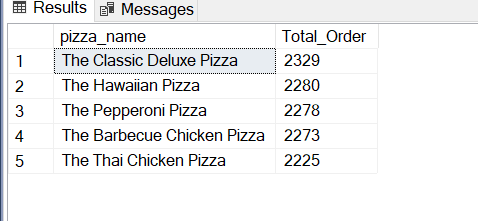 Results Messages
pizza_name Total_Order
1 The Classic Deluxe Pizza 2329
2 The Hawaiian Pizza 2280
3 The Pepperoni Pizza 2278
4 The Barbecue Chicken Pizza 2273
5 The Thai Chicken Pizza 2225